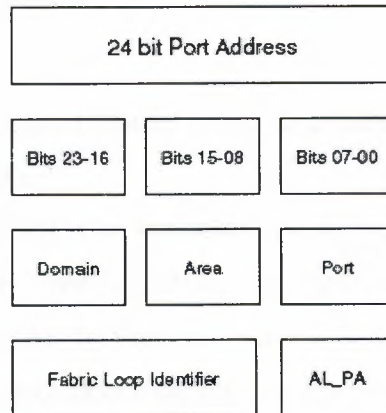 24 bit Port Address
Bits 23-16 Bits 15-08 Bits 07-00
Domain Area Port
Fabric Loop Identifier AL_PA